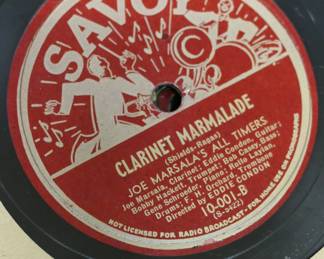 SAVOY
C
CLARINET MARMALADE
(Shields-Ragas)
JOE MARSALA'S ALL TIMERS
Joe Marsala, Clarinet; Eddie Condon, Guitar;
Bobby Hackett, Trumpet; Bob Casey, Bass;
Gene Schroeder, Piano; Rollo Laylan,
Drums; F. H. Orchard, Trombone
Directed by EDDIE CONDON
10-001-B
NOT LICENSED FOR RADIO BROADCAST - FOR HOME USE ON PHONOGRAPHS